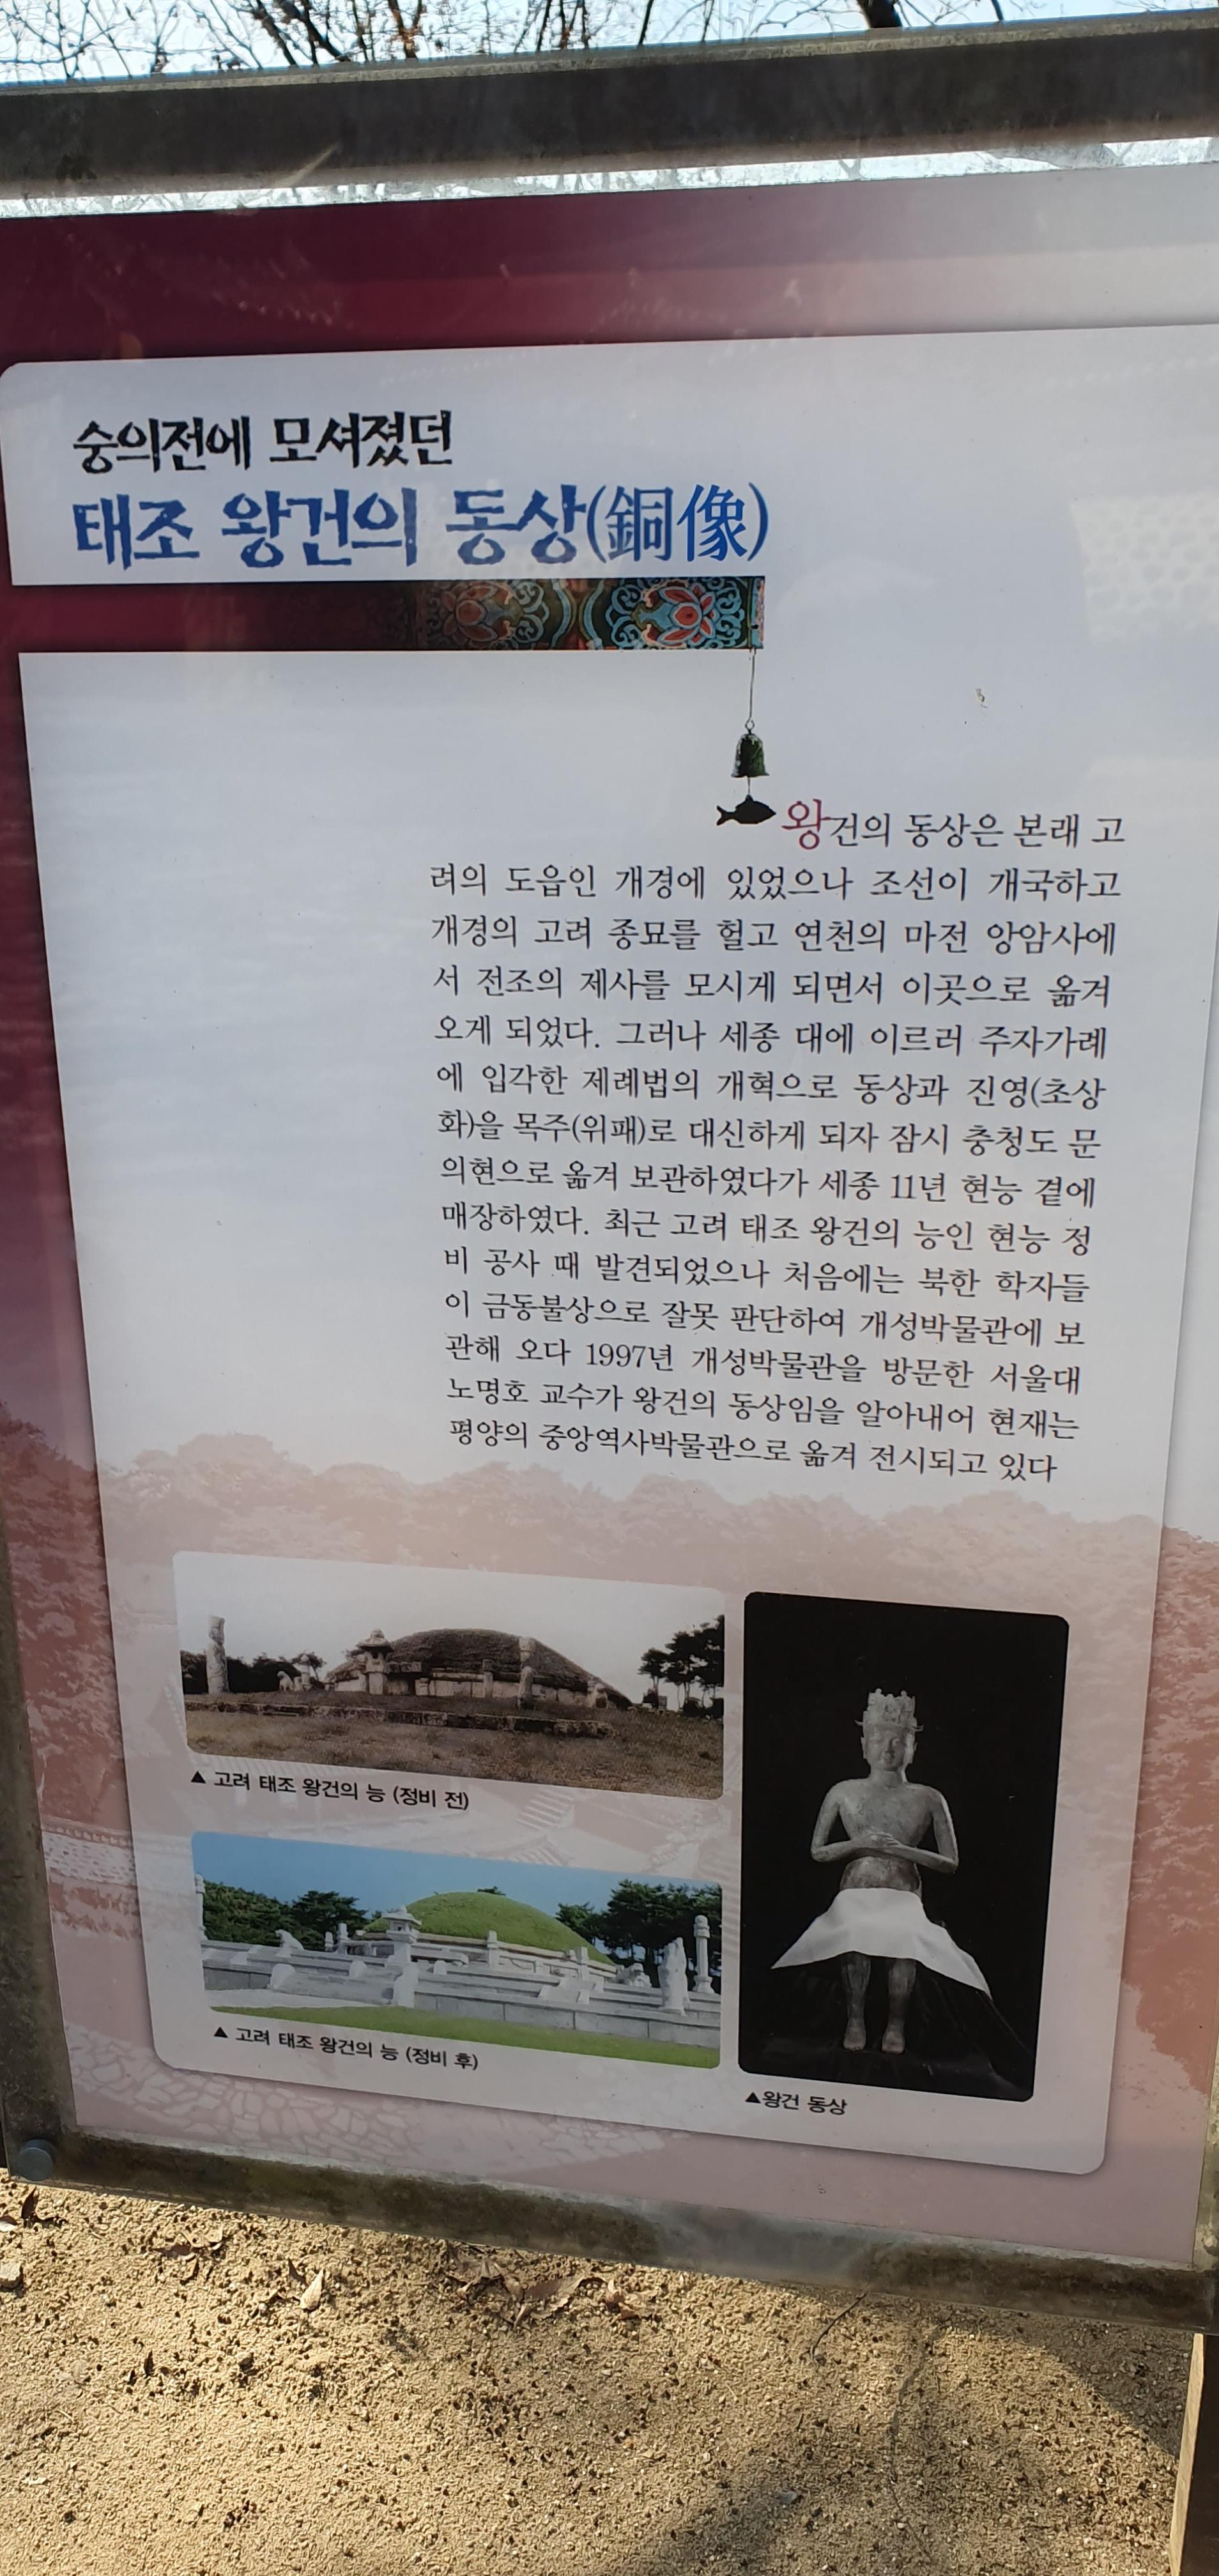 숭의전에 모셔졌던
태조 왕건의 동상(銅像)
왕건의 동상은 본래 고
려의 도읍인 개경에 있었으나 조선이 개국하고
개경의 고려 종묘를 헐고 연천의 마전 앙암사에
서 전조의 제사를 모시게 되면서 이곳으로 옮겨
오게 되었다. 그러나 세종 대에 이르러 주자가례
에 입각한 제례법의 개혁으로 동상과 진영(초상
화)을 목주(위패)로 대신하게 되자 잠시 충청도 문
의현으로 옮겨 보관하였다가 세종 11년 현능 곁에
매장하였다. 최근 고려 태조 왕건의 능인 현능 정
비 공사 때 발견되었으나 처음에는 북한 학자들
이 금동불상으로 잘못 판단하여 개성박물관에 보
관해 오다 1997년 개성박물관을 방문한 서울대
노명호 교수가 왕건의 동상임을 알아내어 현재는
평양의 중앙역사박물관으로 옮겨 전시되고 있다
▲ 고려 태조 왕건의 능 (정비 전)
▲ 고려 태조 왕건의 능 (정비 후)
▲왕건 동상